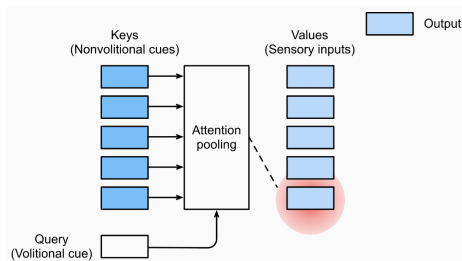 Keys
(Nonvolitional cues)
Values
(Sensory inputs)
Output
Attention
pooling
Query
(Volitional cue)